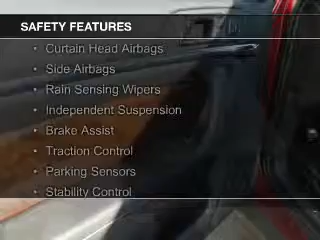 SAFETY FEATURES
• Curtain Head Airbags
• Side Airbags
• Rain Sensing Wipers
• Independent Suspension
• Brake Assist
• Traction Control
• Parking Sensors
• Stability Control